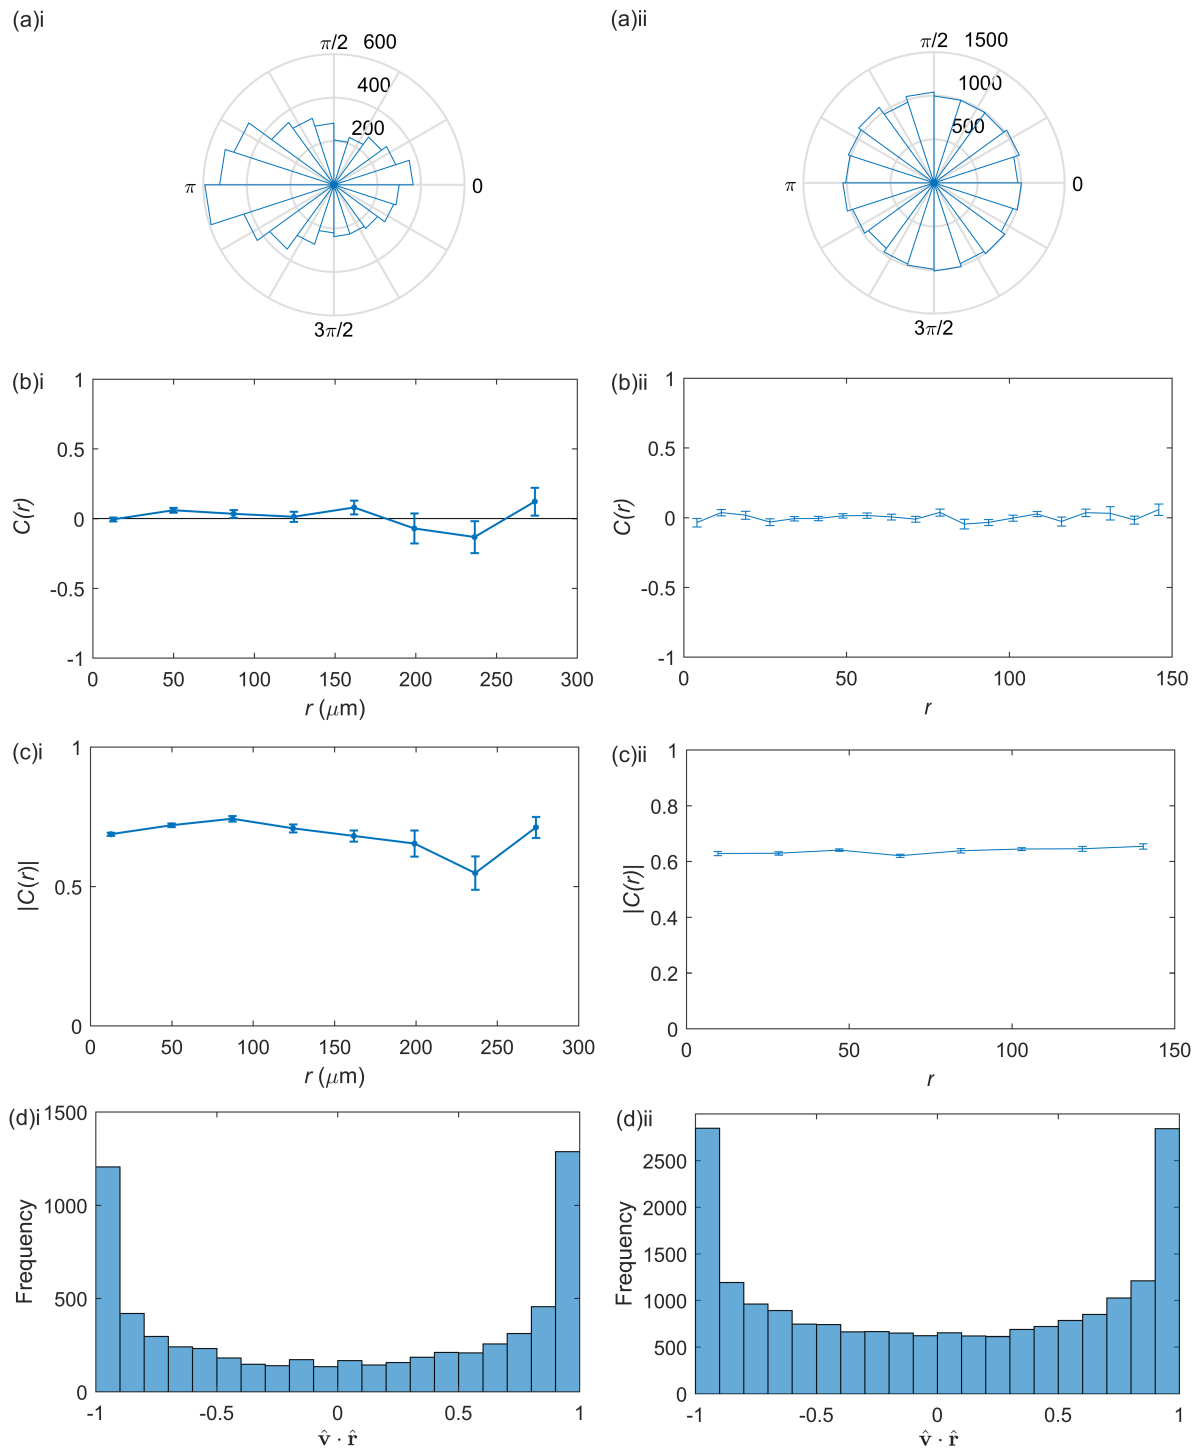 (a)i
π/2 600
400
200
π
0
3π/2
(a)ii
π/2 1500
1000
500
π
0
3π/2
(b)i
1
0.5
0
-0.5
-1
C(r)
0 50 100 150 200 250 300
r (μm)
(b)ii
1
0.5
0
-0.5
-1
C(r)
0 50 100 150
r
(c)i
1
0.5
0
|C(r)|
0 50 100 150 200 250 300
r (μm)
(c)ii
1
0.8
0.6
0.4
0.2
0
|C(r)|
0 50 100 150
r
(d)i
1500
1000
500
0
Frequency
-1 -0.5 0 0.5 1
v̂ · r̂
(d)ii
2500
2000
1500
1000
500
0
Frequency
-1 -0.5 0 0.5 1
v̂ · r̂